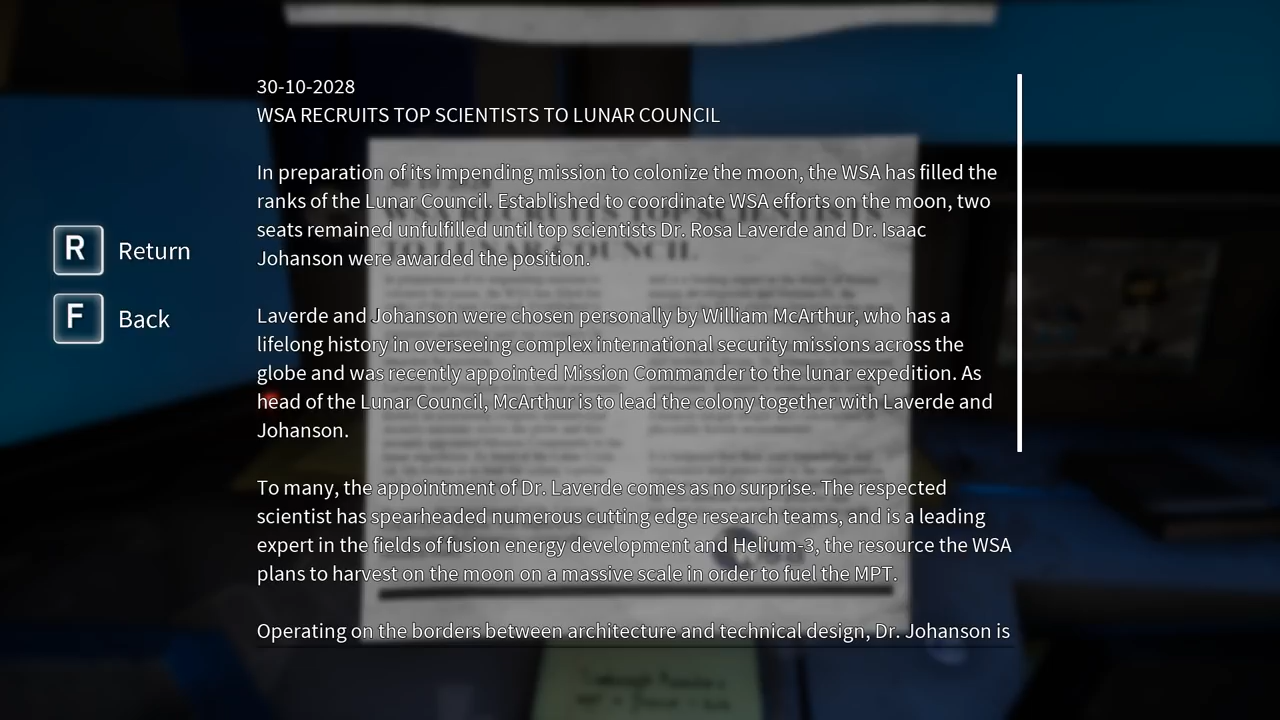 30-10-2028
WSA RECRUITS TOP SCIENTISTS TO LUNAR COUNCIL
In preparation of its impending mission to colonize the moon, the WSA has filled the
ranks of the Lunar Council. Established to coordinate WSA efforts on the moon, two
seats remained unfulfilled until top scientists Dr. Rosa Laverde and Dr. Isaac
Johanson were awarded the position.
Laverde and Johanson were chosen personally by William McArthur, who has a
lifelong history in overseeing complex international security missions across the
globe and was recently appointed Mission Commander to the lunar expedition. As
head of the Lunar Council, McArthur is to lead the colony together with Laverde and
Johanson.
To many, the appointment of Dr. Laverde comes as no surprise. The respected
scientist has spearheaded numerous cutting edge research teams, and is a leading
expert in the fields of fusion energy development and Helium-3, the resource the WSA
plans to harvest on the moon on a massive scale in order to fuel the MPT.
Operating on the borders between architecture and technical design, Dr. Johanson is
R Return
F Back